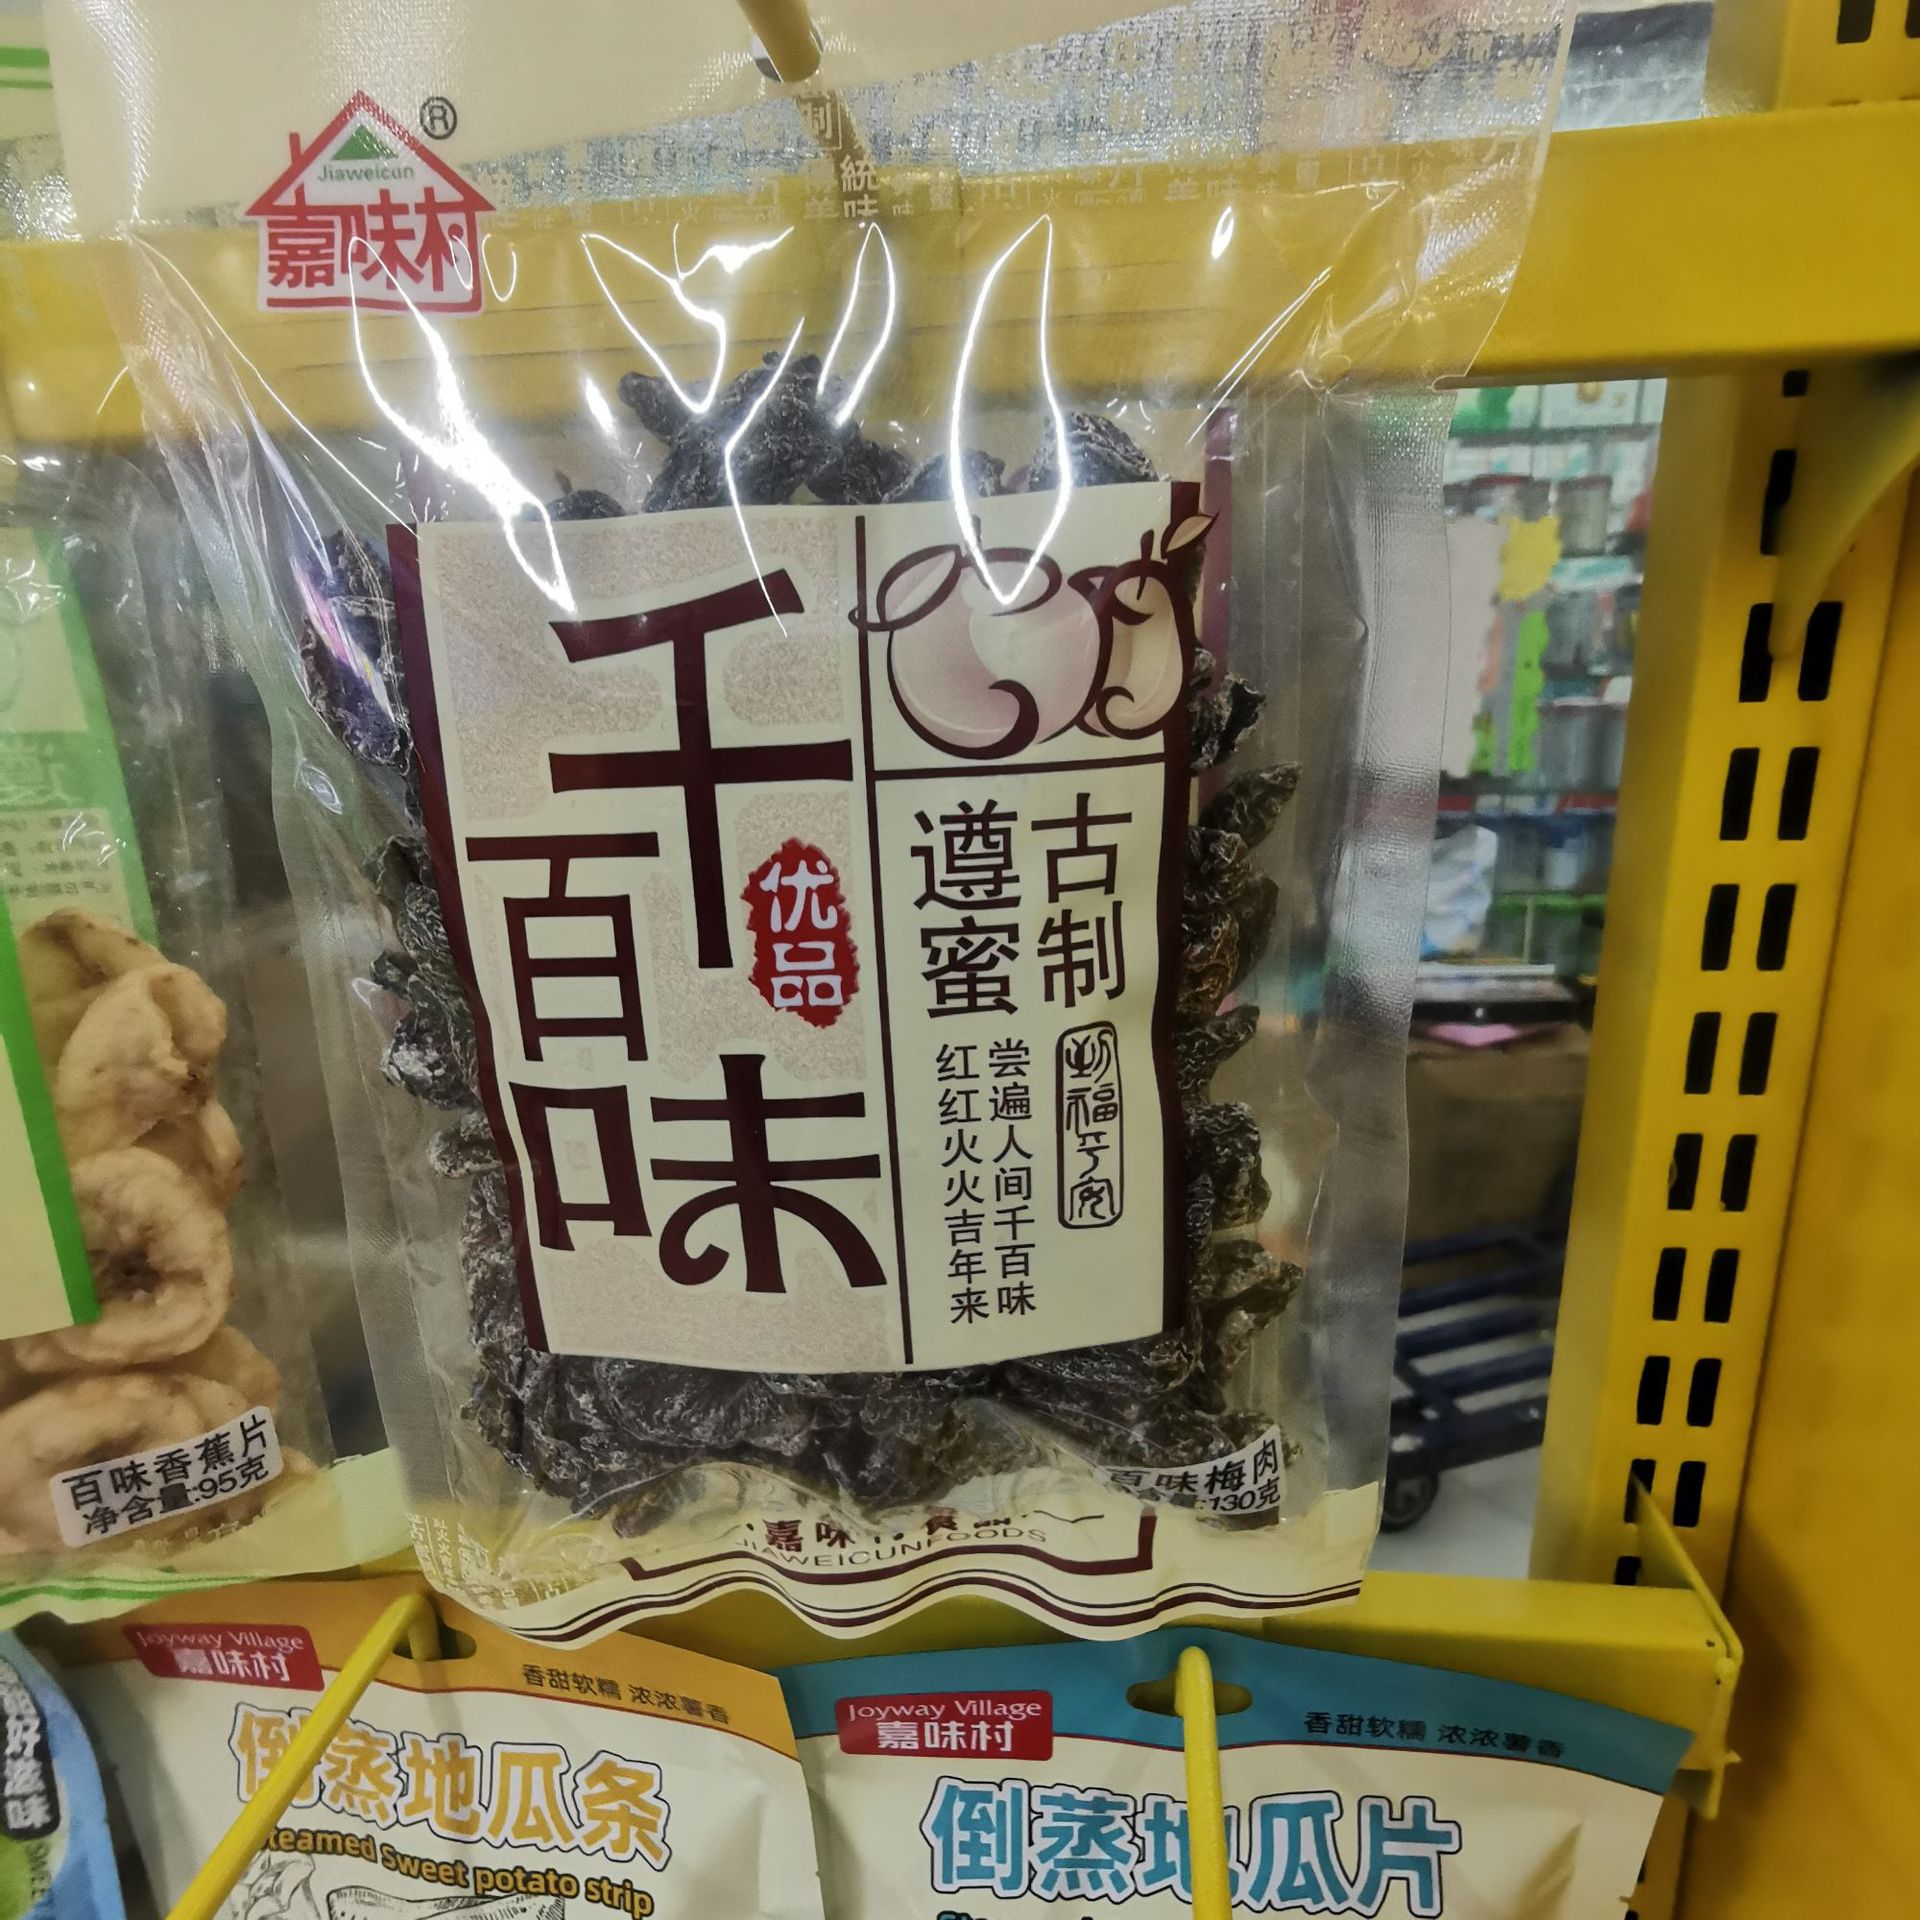 Jiaweicun
嘉味村
®
千百味
优品
古制
遵蜜
尝遍人间千百味
红红火火吉年来
百味梅肉
130克
JIAWEICUNFOODS
百味香蕉片
净含量:95克
Joyway Village
嘉味村
香甜软糯 浓浓薯香
倒蒸地瓜条
Steamed Sweet potato strip
Joyway Village
嘉味村
香甜软糯 浓浓薯香
倒蒸地瓜片